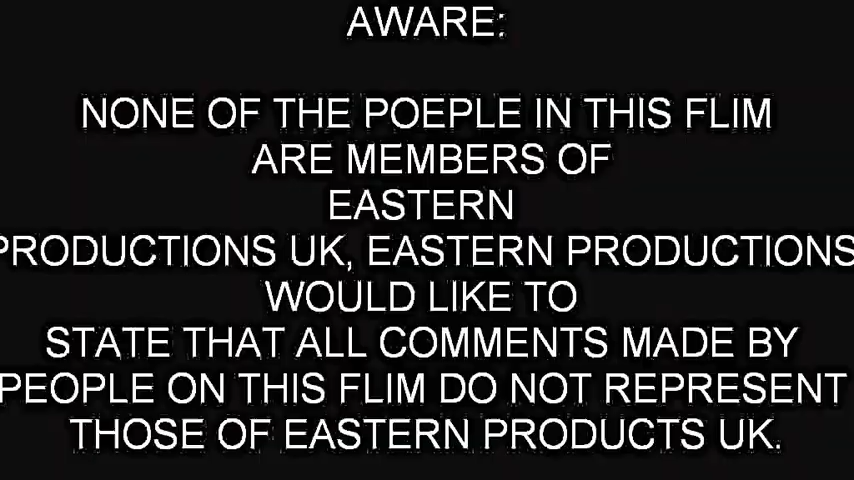 AWARE:
NONE OF THE POEPLE IN THIS FLIM
ARE MEMBERS OF
EASTERN
PRODUCTIONS UK, EASTERN PRODUCTIONS
WOULD LIKE TO
STATE THAT ALL COMMENTS MADE BY
PEOPLE ON THIS FLIM DO NOT REPRESENT
THOSE OF EASTERN PRODUCTS UK.